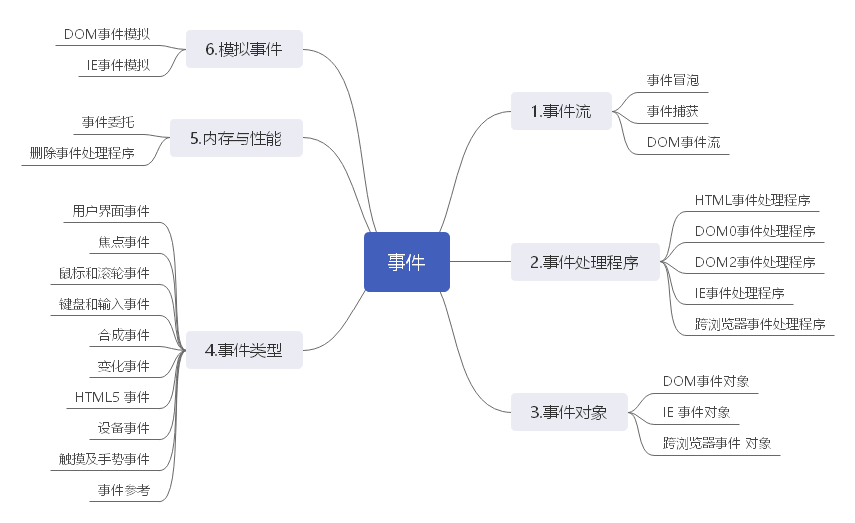 事件
1.事件流
事件冒泡
事件捕获
DOM事件流
2.事件处理程序
HTML事件处理程序
DOM0事件处理程序
DOM2事件处理程序
IE事件处理程序
跨浏览器事件处理程序
3.事件对象
DOM事件对象
IE 事件对象
跨浏览器事件 对象
4.事件类型
用户界面事件
焦点事件
鼠标和滚轮事件
键盘和输入事件
合成事件
变化事件
HTML5 事件
设备事件
触摸及手势事件
事件参考
5.内存与性能
事件委托
删除事件处理程序
6.模拟事件
DOM事件模拟
IE事件模拟